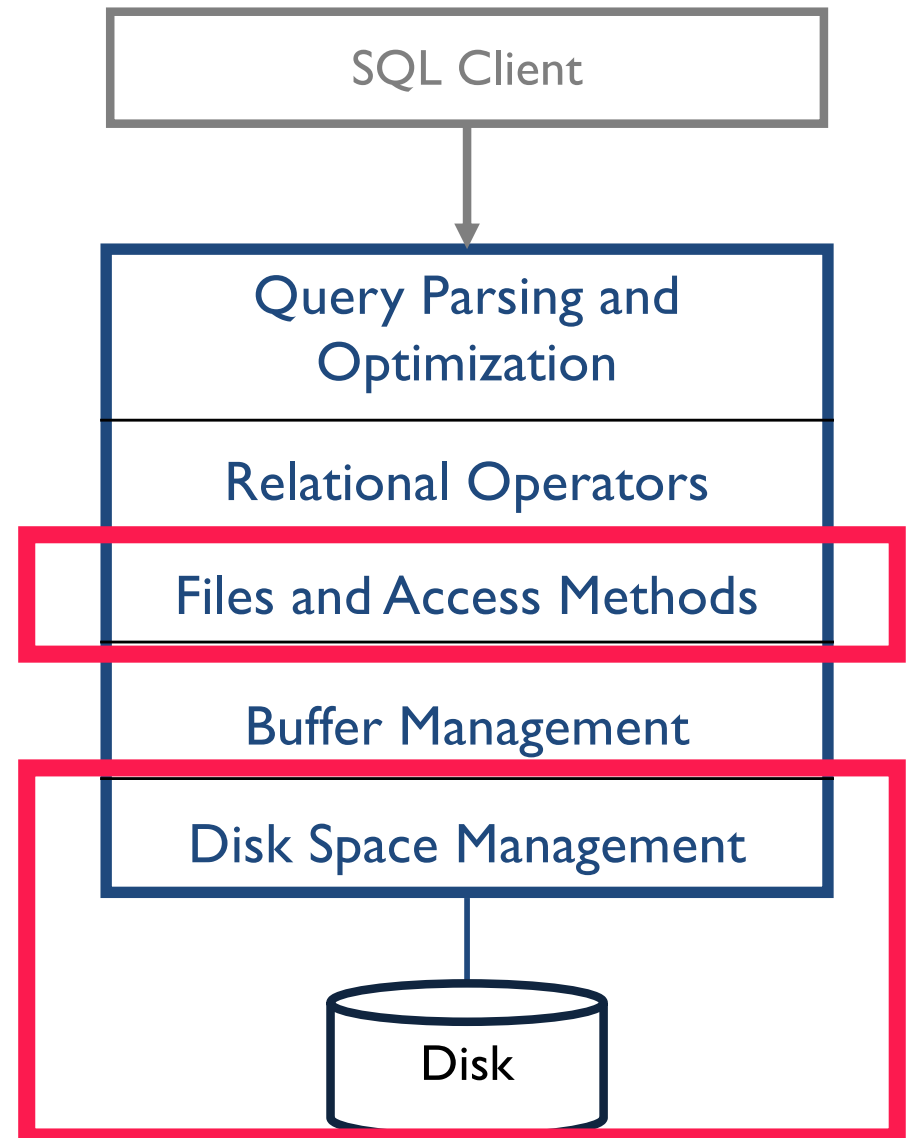 SQL Client
Query Parsing and
Optimization
Relational Operators
Files and Access Methods
Buffer Management
Disk Space Management
Disk